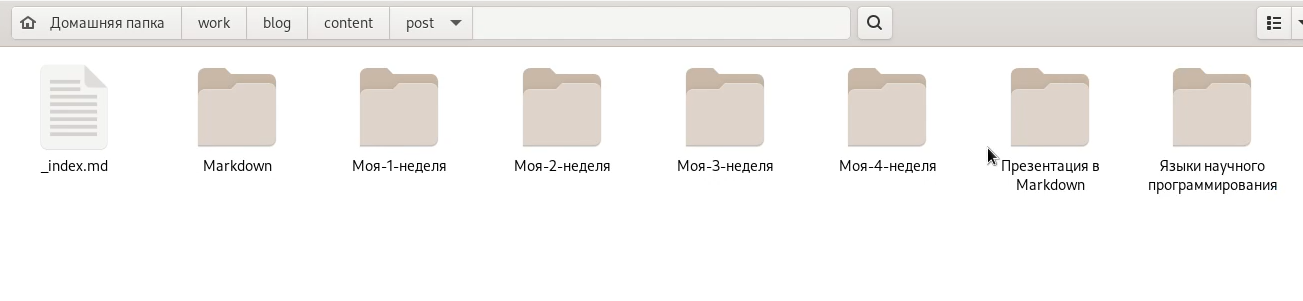 Домашняя папка work blog content post
_index.md Markdown Моя-1-неделя Моя-2-неделя Моя-3-неделя Моя-4-неделя Презентация в Markdown Языки научного программирования